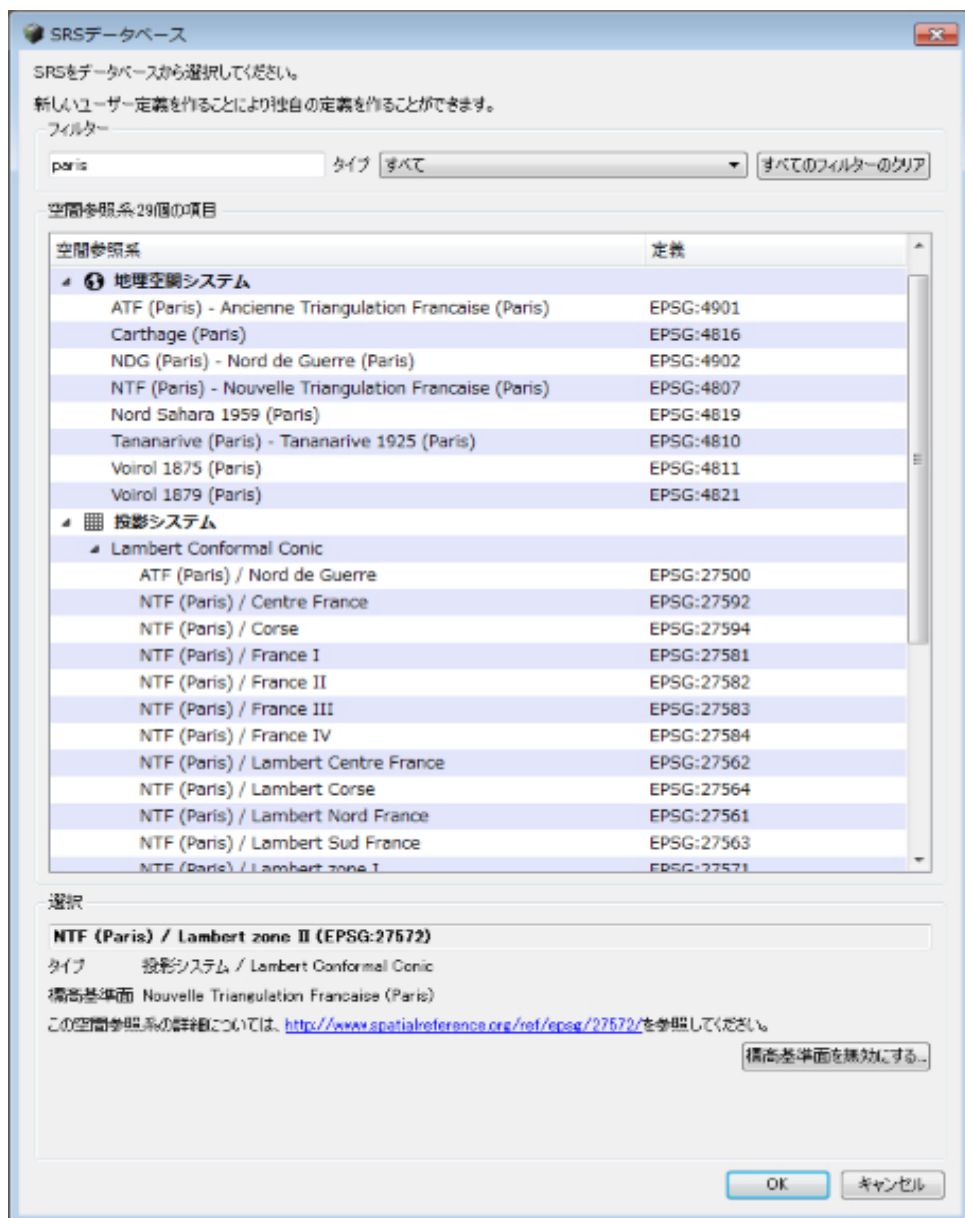 SRSデータベース
SRSをデータベースから選択してください。
新しいユーザー定義を作ることにより独自の定義を作ることができます。
フィルター
paris タイプ すべて すべてのフィルターのクリア
空間参照系:29個の項目
空間参照系 定義
地理空間システム
ATF (Paris) - Ancienne Triangulation Francaise (Paris) EPSG:4901
Carthage (Paris) EPSG:4816
NDG (Paris) - Nord de Guerre (Paris) EPSG:4902
NTF (Paris) - Nouvelle Triangulation Francaise (Paris) EPSG:4807
Nord Sahara 1959 (Paris) EPSG:4819
Tananarive (Paris) - Tananarive 1925 (Paris) EPSG:4810
Voirol 1875 (Paris) EPSG:4811
Voirol 1879 (Paris) EPSG:4821
投影システム
Lambert Conformal Conic
ATF (Paris) / Nord de Guerre EPSG:27500
NTF (Paris) / Centre France EPSG:27592
NTF (Paris) / Corse EPSG:27594
NTF (Paris) / France I EPSG:27581
NTF (Paris) / France II EPSG:27582
NTF (Paris) / France III EPSG:27583
NTF (Paris) / France IV EPSG:27584
NTF (Paris) / Lambert Centre France EPSG:27562
NTF (Paris) / Lambert Corse EPSG:27564
NTF (Paris) / Lambert Nord France EPSG:27561
NTF (Paris) / Lambert Sud France EPSG:27563
NTF (Paris) / Lambert zone I EPSG:27571
選択
NTF (Paris) / Lambert zone II (EPSG:27572)
タイプ 投影システム / Lambert Conformal Conic
標高基準面 Nouvelle Triangulation Francaise (Paris)
この空間参照系の詳細については、http://www.spatialreference.org/ref/epsg/27572/を参照してください。
標高基準面を無効にする...
OK キャンセル